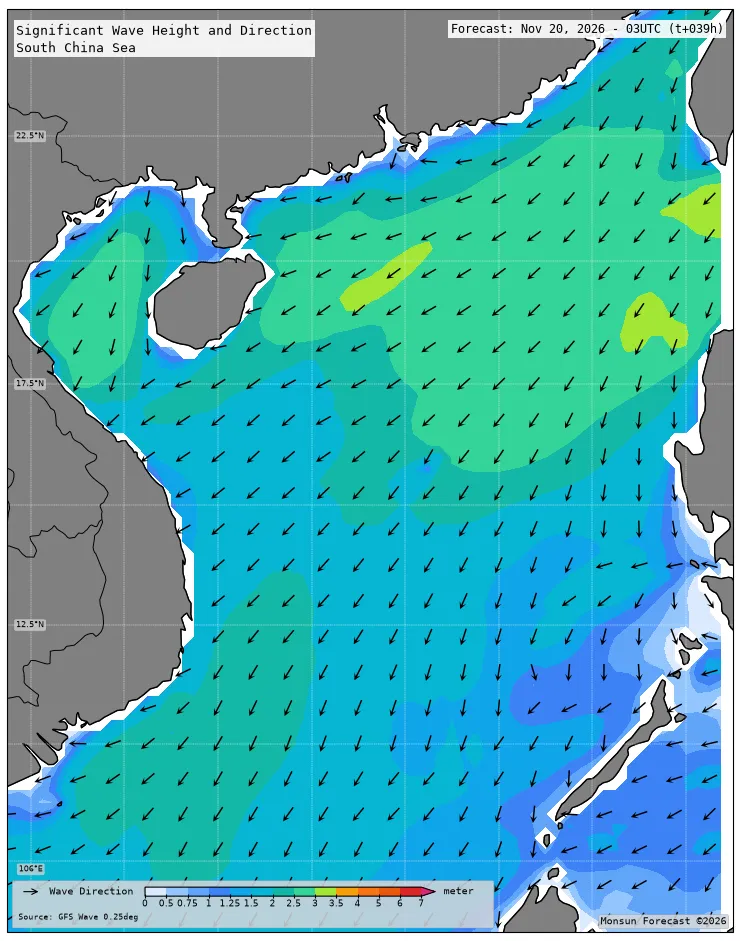 Significant Wave Height and Direction
South China Sea
Forecast: Nov 20, 2026 - 03UTC (t+039h)
22.5°N
17.5°N
12.5°N
106°E
Wave Direction
0 0.5 0.75 1 1.25 1.5 2 2.5 3 3.5 4 5 6 7 meter
Source: GFS Wave 0.25deg
Monsun Forecast ©2026